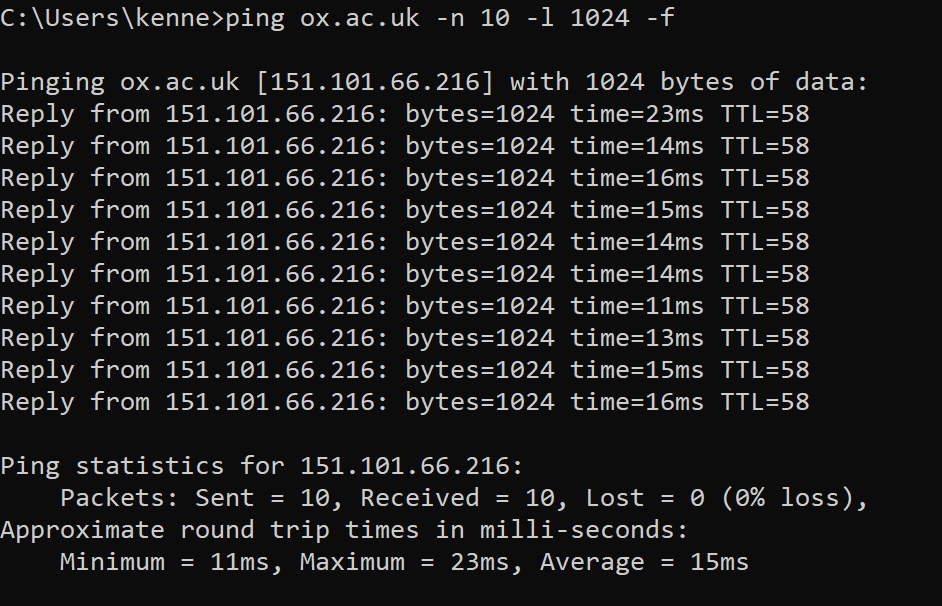 C:\Users\kenne>ping ox.ac.uk -n 10 -l 1024 -f
Pinging ox.ac.uk [151.101.66.216] with 1024 bytes of data:
Reply from 151.101.66.216: bytes=1024 time=23ms TTL=58
Reply from 151.101.66.216: bytes=1024 time=14ms TTL=58
Reply from 151.101.66.216: bytes=1024 time=16ms TTL=58
Reply from 151.101.66.216: bytes=1024 time=15ms TTL=58
Reply from 151.101.66.216: bytes=1024 time=14ms TTL=58
Reply from 151.101.66.216: bytes=1024 time=14ms TTL=58
Reply from 151.101.66.216: bytes=1024 time=11ms TTL=58
Reply from 151.101.66.216: bytes=1024 time=13ms TTL=58
Reply from 151.101.66.216: bytes=1024 time=15ms TTL=58
Reply from 151.101.66.216: bytes=1024 time=16ms TTL=58
Ping statistics for 151.101.66.216:
    Packets: Sent = 10, Received = 10, Lost = 0 (0% loss),
Approximate round trip times in milli-seconds:
    Minimum = 11ms, Maximum = 23ms, Average = 15ms